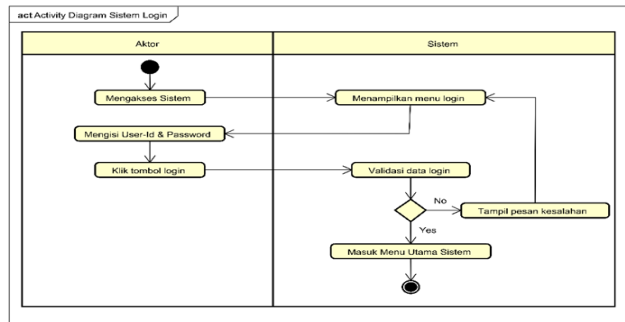 act Activity Diagram Sistem Login
Aktor
Sistem
Mengakses Sistem
Menampilkan menu login
Mengisi User-Id & Password
Klik tombol login
Validasi data login
No
Tampil pesan kesalahan
Yes
Masuk Menu Utama Sistem